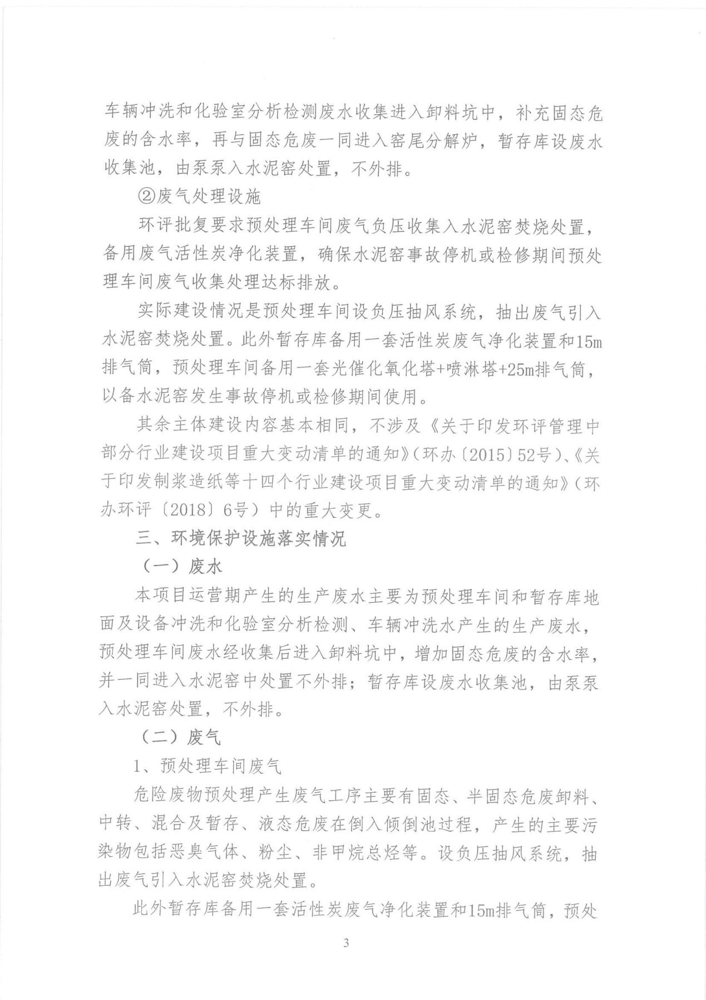 车辆冲洗和化验室分析检测废水收集进入卸料坑中，补充固态危
废的含水率，再与固态危废一同进入窑尾分解炉，暂存库设废水
收集池，由泵泵入水泥窑处置，不外排。
②废气处理设施
环评批复要求预处理车间废气负压收集入水泥窑焚烧处置，
备用废气活性炭净化装置，确保水泥窑事故停机或检修期间预处
理车间废气收集处理达标排放。
实际建设情况是预处理车间设负压抽风系统，抽出废气引入
水泥窑焚烧处置。此外暂存库备用一套活性炭废气净化装置和15m
排气筒，预处理车间备用一套光催化氧化塔+喷淋塔+25m排气筒，
以备水泥窑发生事故停机或检修期间使用。
其余主体建设内容基本相同，不涉及《关于印发环评管理中
部分行业建设项目重大变动清单的通知》（环办〔2015〕52号）、《关
于印发制浆造纸等十四个行业建设项目重大变动清单的通知》（环
办环评〔2018〕6号）中的重大变更。
三、环境保护设施落实情况
（一）废水
本项目运营期产生的生产废水主要为预处理车间和暂存库地
面及设备冲洗和化验室分析检测、车辆冲洗水产生的生产废水，
预处理车间废水经收集后进入卸料坑中，增加固态危废的含水率，
并一同进入水泥窑中处置不外排；暂存库设废水收集池，由泵泵
入水泥窑处置，不外排。
（二）废气
1、预处理车间废气
危险废物预处理产生废气工序主要有固态、半固态危废卸料、
中转、混合及暂存、液态危废在倒入倾倒池过程，产生的主要污
染物包括恶臭气体、粉尘、非甲烷总烃等。设负压抽风系统，抽
出废气引入水泥窑焚烧处置。
此外暂存库备用一套活性炭废气净化装置和15m排气筒，预处
3